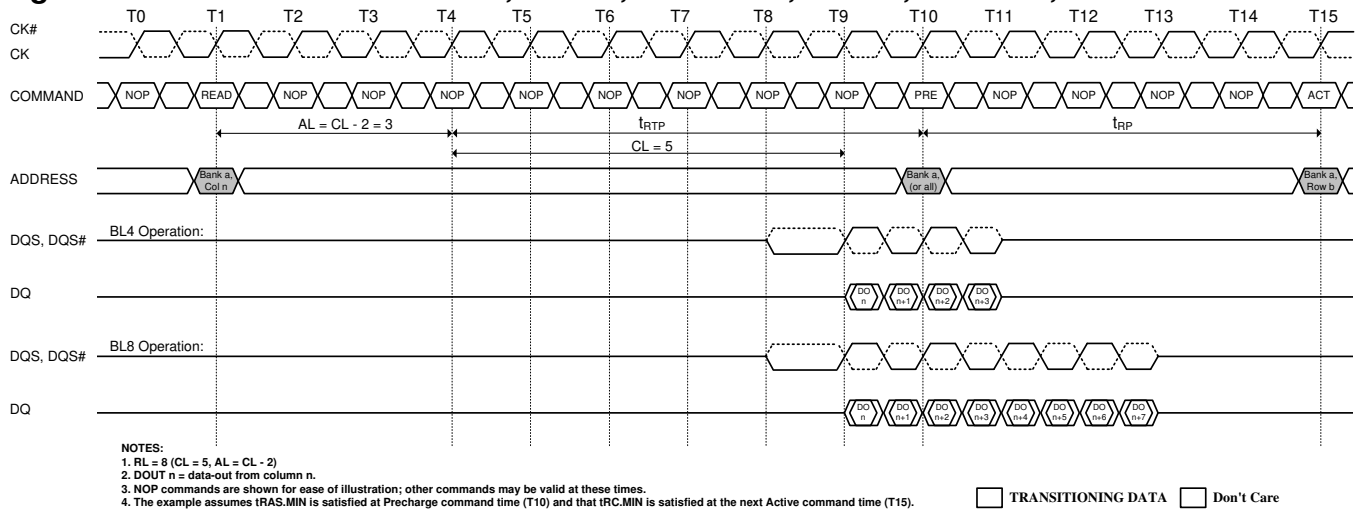 T0 T1 T2 T3 T4 T5 T6 T7 T8 T9 T10 T11 T12 T13 T14 T15
CK#
CK
COMMAND NOP READ NOP NOP NOP NOP NOP NOP NOP NOP PRE NOP NOP NOP NOP ACT
AL = CL - 2 = 3 tRTP tRP
CL = 5
ADDRESS Bank a, Col n Bank a, (or all) Bank a, Row b
BL4 Operation:
DQS, DQS#
DQ DO n DO n+1 DO n+2 DO n+3
BL8 Operation:
DQS, DQS#
DQ DO n DO n+1 DO n+2 DO n+3 DO n+4 DO n+5 DO n+6 DO n+7
NOTES:
1. RL = 8 (CL = 5, AL = CL - 2)
2. DOUT n = data-out from column n.
3. NOP commands are shown for ease of illustration; other commands may be valid at these times.
4. The example assumes tRAS.MIN is satisfied at Precharge command time (T10) and that tRC.MIN is satisfied at the next Active command time (T15).
TRANSITIONING DATA Don't Care